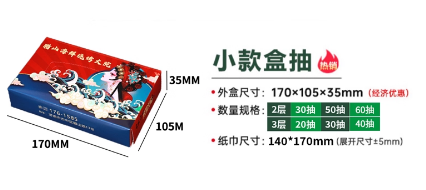 小款盒抽
热销
35MM
105M
170MM
外盒尺寸：170×105×35mm（经济优惠）
数量规格：2层 30抽 50抽 60抽
3层 20抽 30抽 40抽
纸巾尺寸：140*170mm（展开尺寸±5mm）